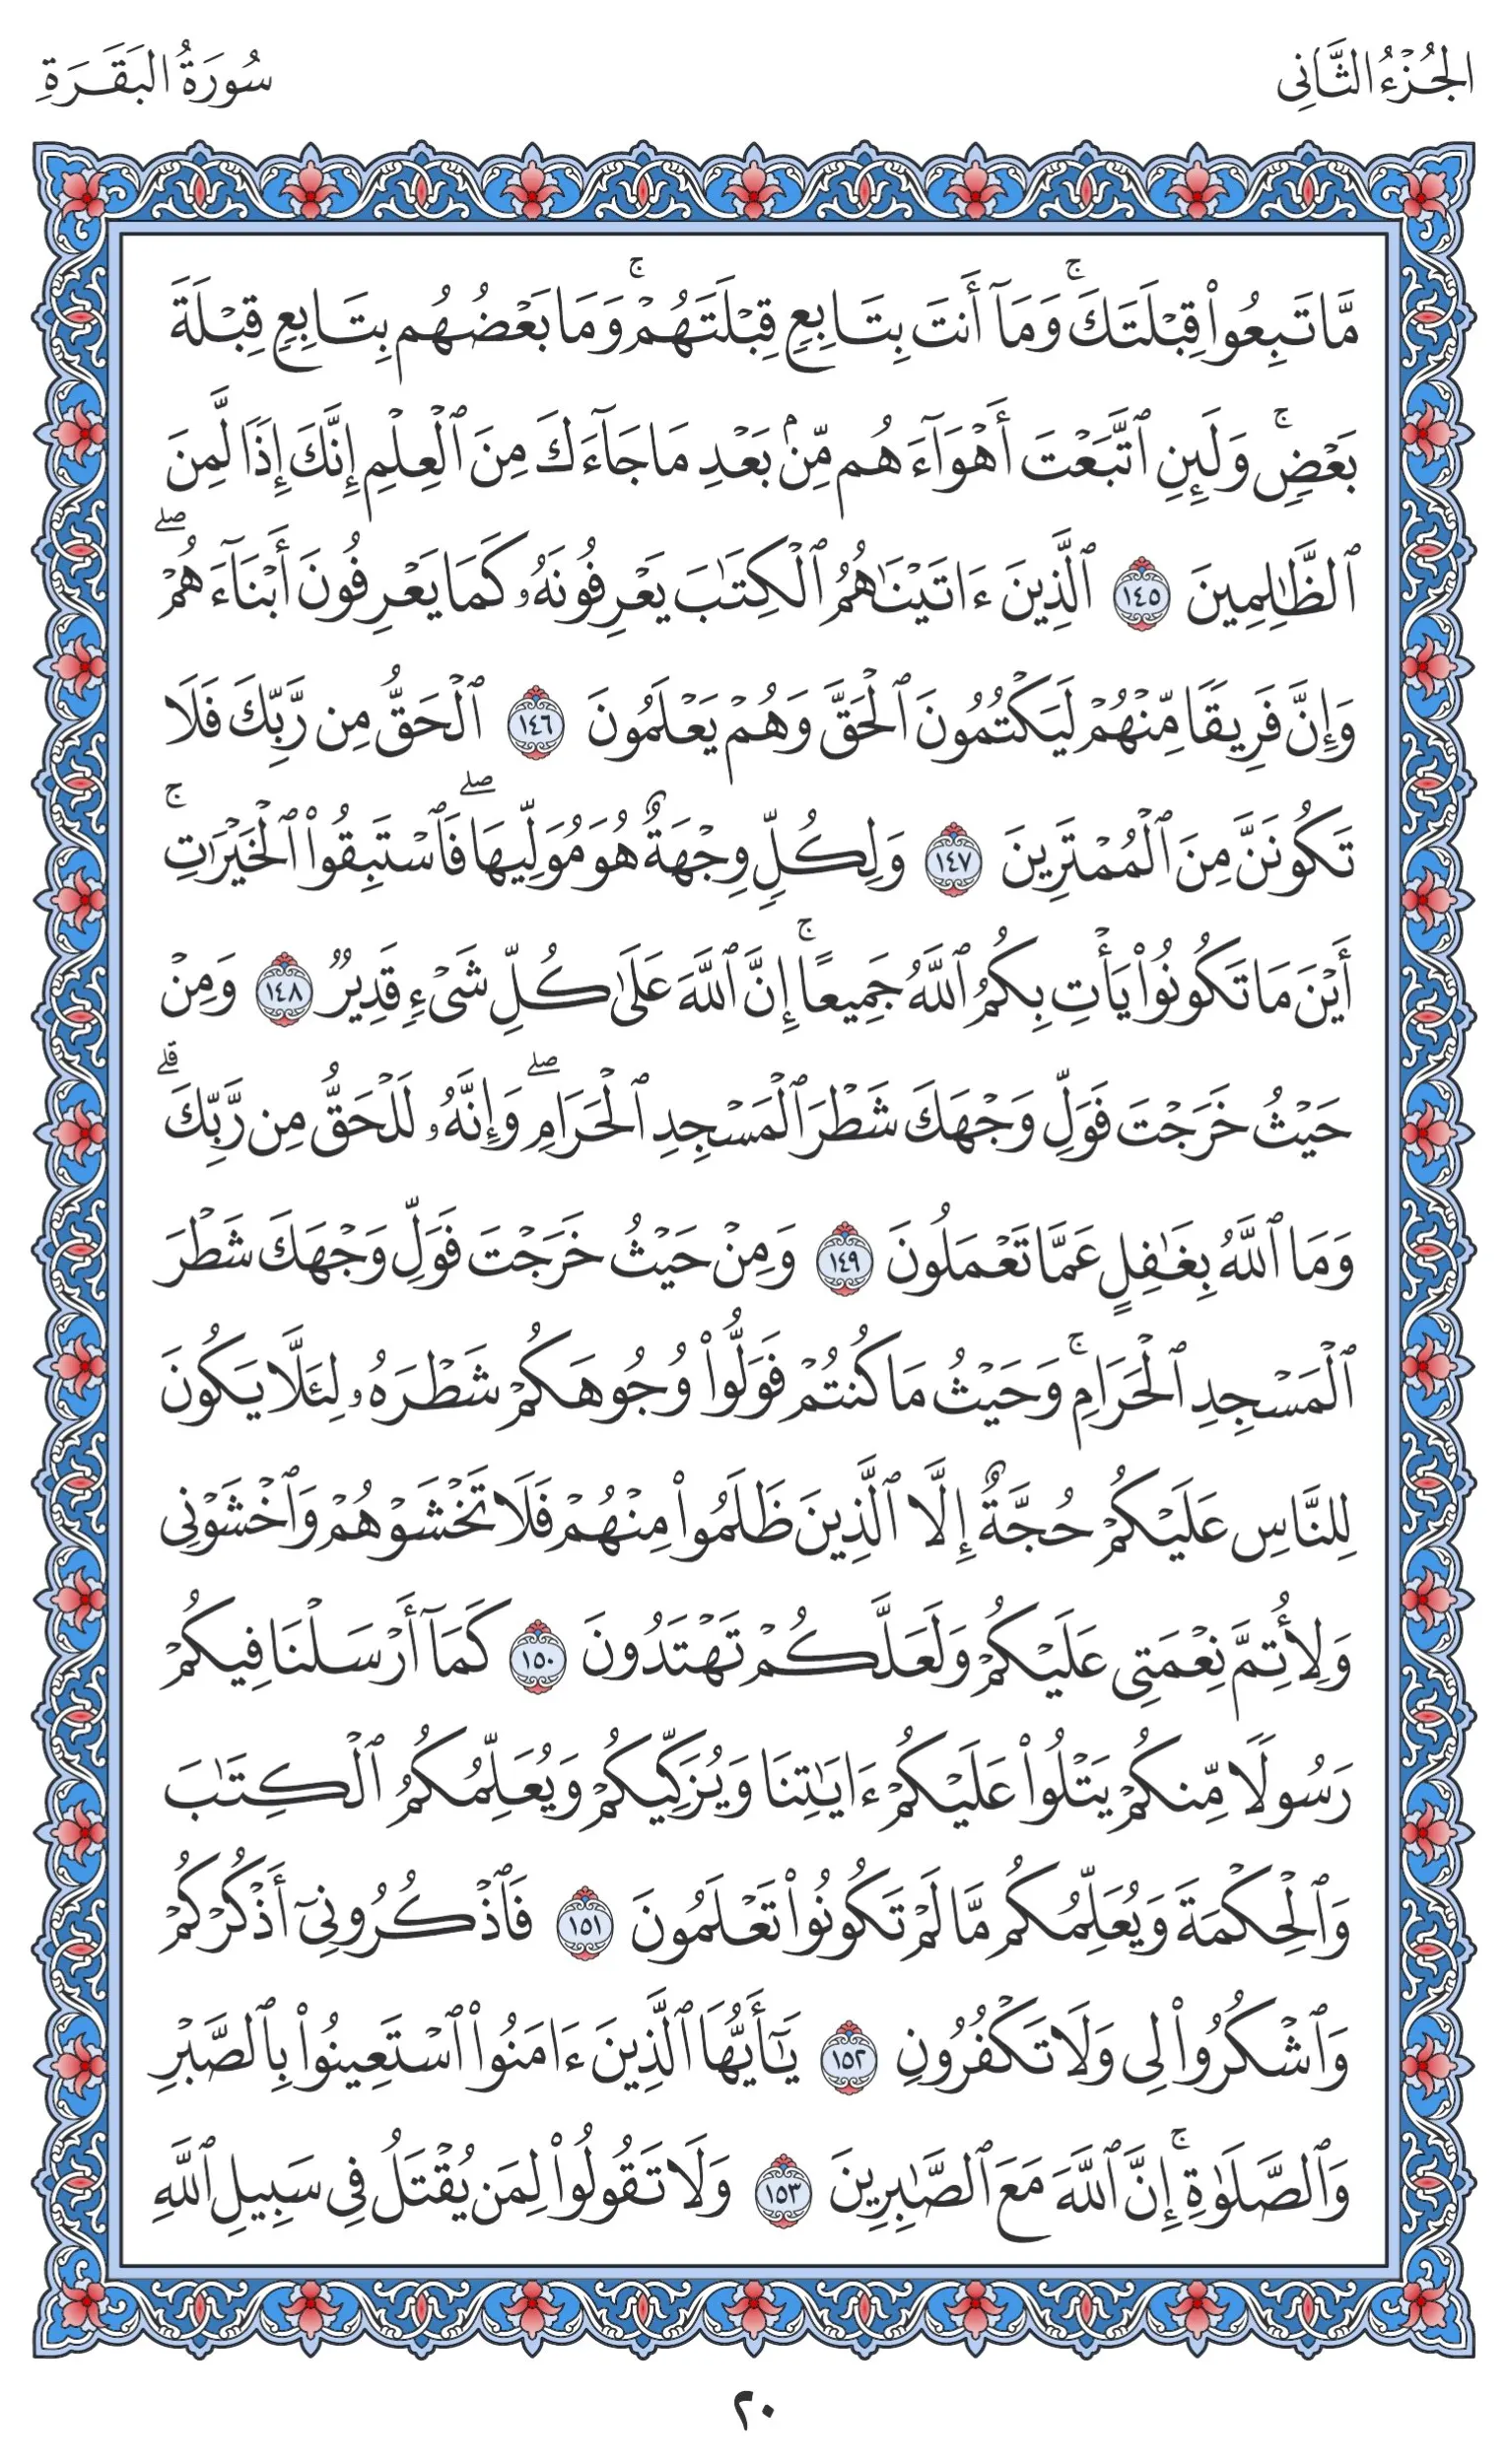 الجُزْءُ الثَّانِي
سُورَةُ البَقَرَةِ
مَّا تَبِعُوا۟ قِبْلَتَكَ ۚ وَمَآ أَنتَ بِتَابِعٍ قِبْلَتَهُمْ ۚ وَمَا بَعْضُهُم بِتَابِعٍ قِبْلَةَ
بَعْضٍ ۚ وَلَئِنِ ٱتَّبَعْتَ أَهْوَآءَهُم مِّنۢ بَعْدِ مَا جَآءَكَ مِنَ ٱلْعِلْمِ إِنَّكَ إِذًا لَّمِنَ
ٱلظَّٰلِمِينَ ١٤٥ ٱلَّذِينَ ءَاتَيْنَٰهُمُ ٱلْكِتَٰبَ يَعْرِفُونَهُۥ كَمَا يَعْرِفُونَ أَبْنَآءَهُمْ ۖ
وَإِنَّ فَرِيقًا مِّنْهُمْ لَيَكْتُمُونَ ٱلْحَقَّ وَهُمْ يَعْلَمُونَ ١٤٦ ٱلْحَقُّ مِن رَّبِّكَ فَلَا
تَكُونَنَّ مِنَ ٱلْمُمْتَرِينَ ١٤٧ وَلِكُلٍّ وِجْهَةٌ هُوَ مُوَلِّيهَا ۖ فَٱسْتَبِقُوا۟ ٱلْخَيْرَٰتِ ۚ
أَيْنَ مَا تَكُونُوا۟ يَأْتِ بِكُمُ ٱللَّهُ جَمِيعًا ۚ إِنَّ ٱللَّهَ عَلَىٰ كُلِّ شَىْءٍ قَدِيرٌ ١٤٨ وَمِنْ
حَيْثُ خَرَجْتَ فَوَلِّ وَجْهَكَ شَطْرَ ٱلْمَسْجِدِ ٱلْحَرَامِ ۖ وَإِنَّهُۥ لَلْحَقُّ مِن رَّبِّكَ ۗ
وَمَا ٱللَّهُ بِغَٰفِلٍ عَمَّا تَعْمَلُونَ ١٤٩ وَمِنْ حَيْثُ خَرَجْتَ فَوَلِّ وَجْهَكَ شَطْرَ
ٱلْمَسْجِدِ ٱلْحَرَامِ ۚ وَحَيْثُ مَا كُنتُمْ فَوَلُّوا۟ وُجُوهَكُمْ شَطْرَهُۥ لِئَلَّا يَكُونَ
لِلنَّاسِ عَلَيْكُمْ حُجَّةٌ إِلَّا ٱلَّذِينَ ظَلَمُوا۟ مِنْهُمْ فَلَا تَخْشَوْهُمْ وَٱخْشَوْنِى
وَلِأُتِمَّ نِعْمَتِى عَلَيْكُمْ وَلَعَلَّكُمْ تَهْتَدُونَ ١٥٠ كَمَآ أَرْسَلْنَا فِيكُمْ
رَسُولًا مِّنكُمْ يَتْلُوا۟ عَلَيْكُمْ ءَايَٰتِنَا وَيُزَكِّيكُمْ وَيُعَلِّمُكُمُ ٱلْكِتَٰبَ
وَٱلْحِكْمَةَ وَيُعَلِّمُكُم مَّا لَمْ تَكُونُوا۟ تَعْلَمُونَ ١٥١ فَٱذْكُرُونِىٓ أَذْكُرْكُمْ
وَٱشْكُرُوا۟ لِى وَلَا تَكْفُرُونِ ١٥٢ يَٰٓأَيُّهَا ٱلَّذِينَ ءَامَنُوا۟ ٱسْتَعِينُوا۟ بِٱلصَّبْرِ
وَٱلصَّلَوٰةِ ۚ إِنَّ ٱللَّهَ مَعَ ٱلصَّٰبِرِينَ ١٥٣ وَلَا تَقُولُوا۟ لِمَن يُقْتَلُ فِى سَبِيلِ ٱللَّهِ
٢٠